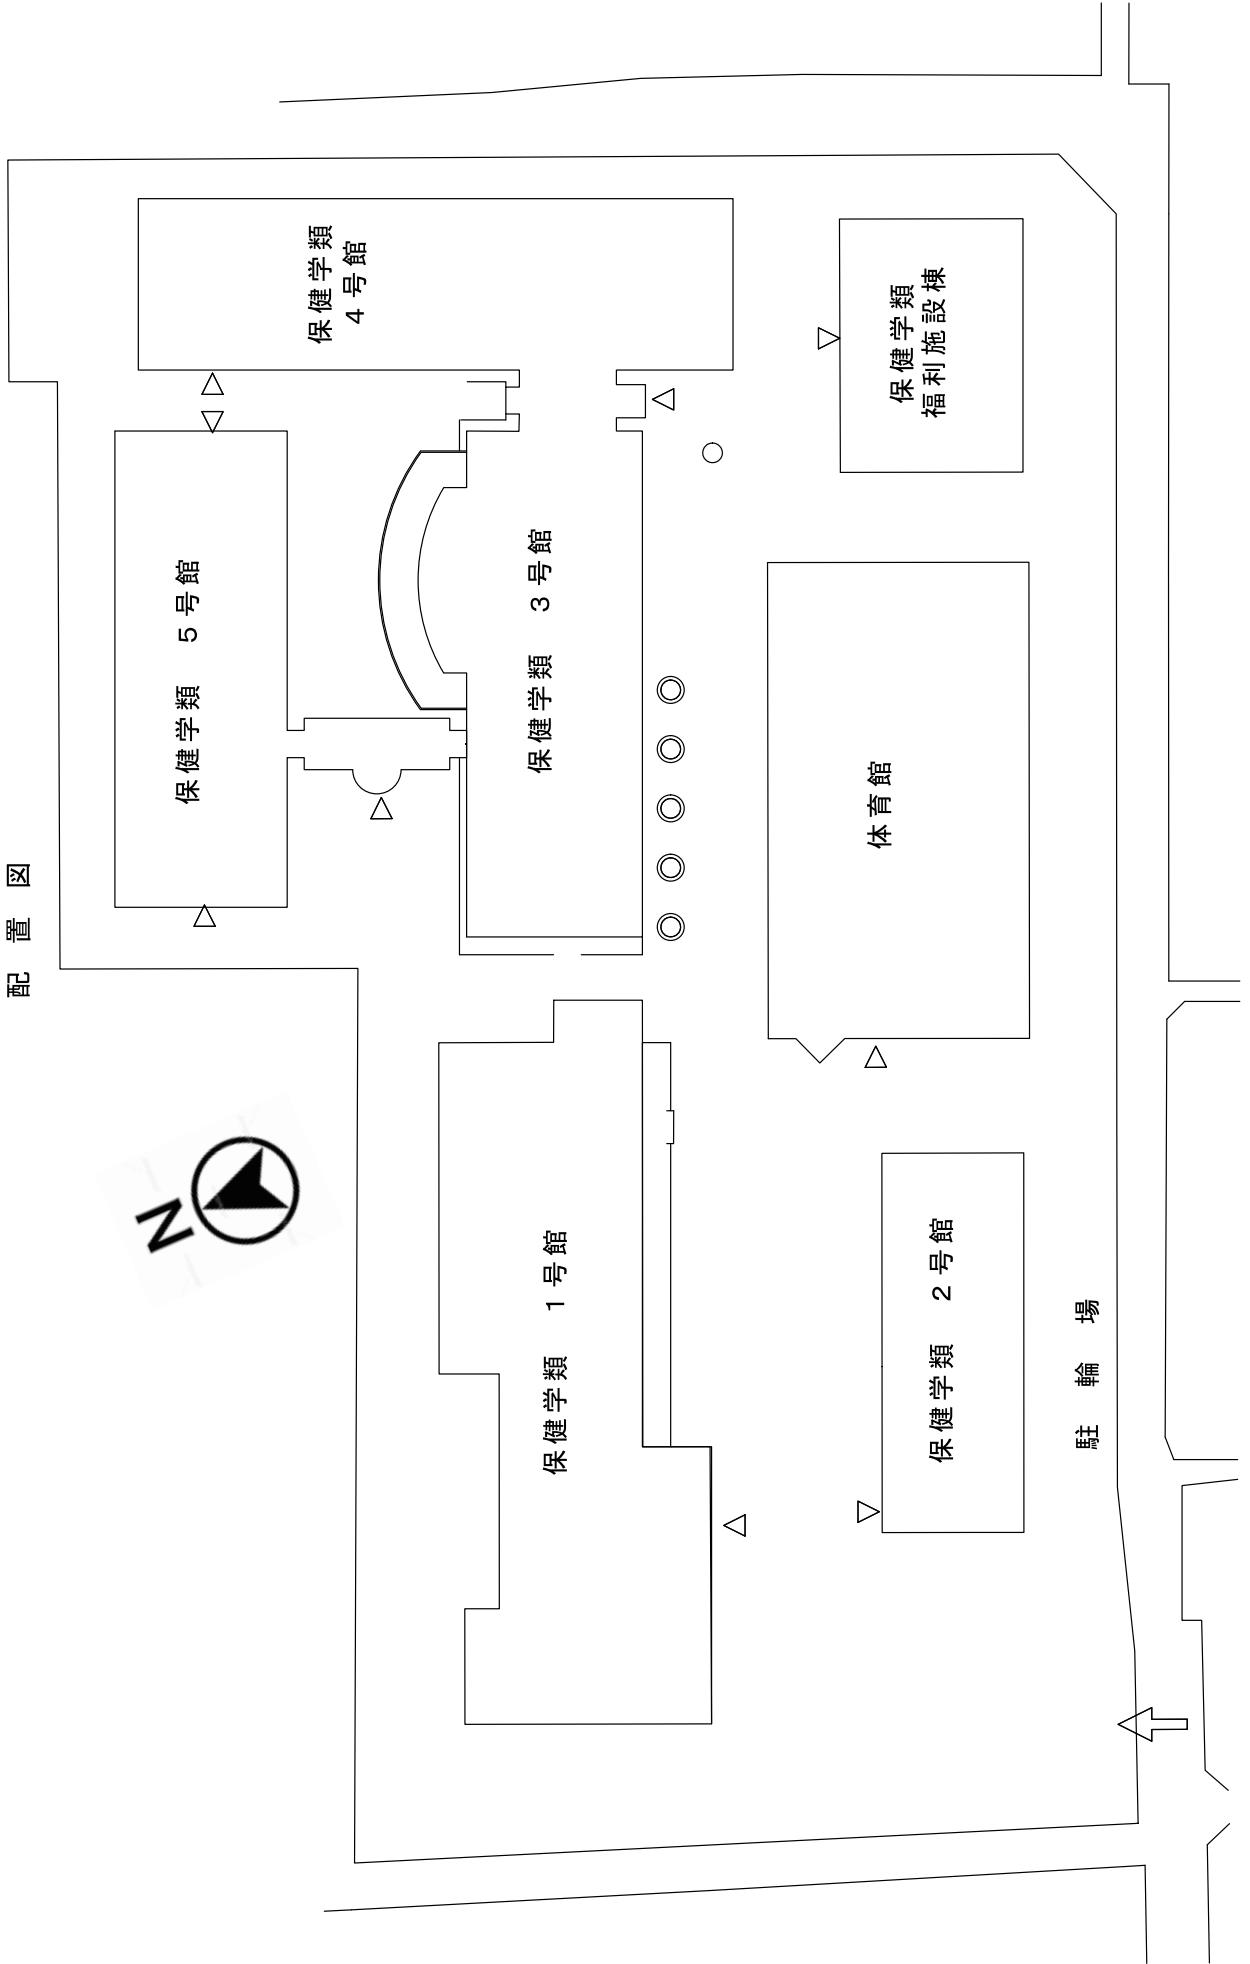 配置図
保健学類
4号館
保健学類 5号館
保健学類 3号館
保健学類
福利施設棟
体育館
N
保健学類 1号館
保健学類 2号館
駐輪場